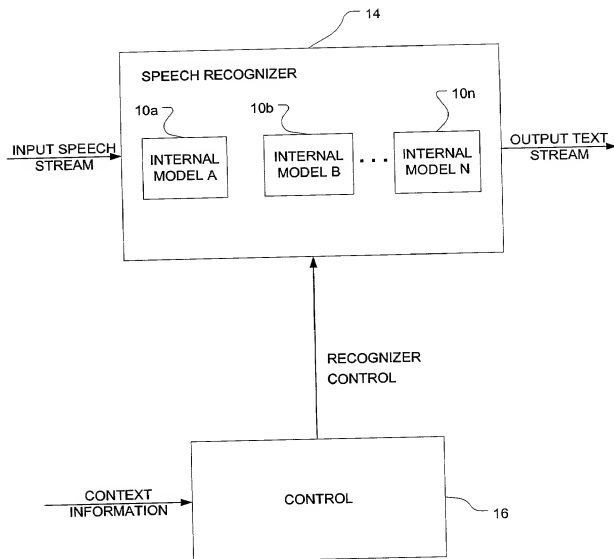 14
SPEECH RECOGNIZER
10a
10b
10n
INPUT SPEECH
STREAM
INTERNAL
MODEL A
INTERNAL
MODEL B
...
INTERNAL
MODEL N
OUTPUT TEXT
STREAM
RECOGNIZER
CONTROL
CONTEXT
INFORMATION
CONTROL
16